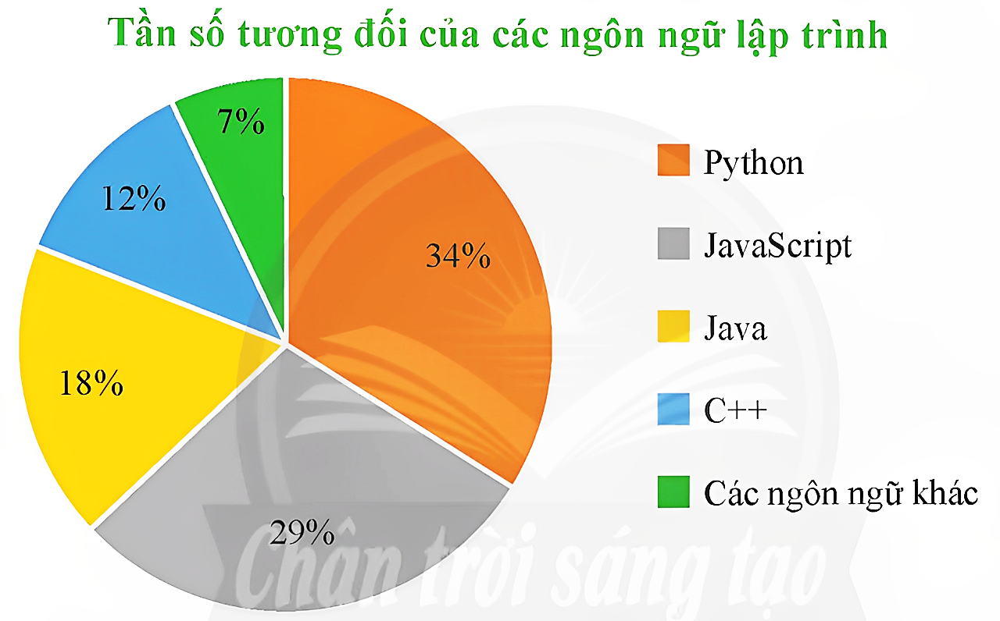 Tần số tương đối của các ngôn ngữ lập trình
7%
12%
34%
18%
29%
Python
JavaScript
Java
C++
Các ngôn ngữ khác
Chân trời sáng tạo